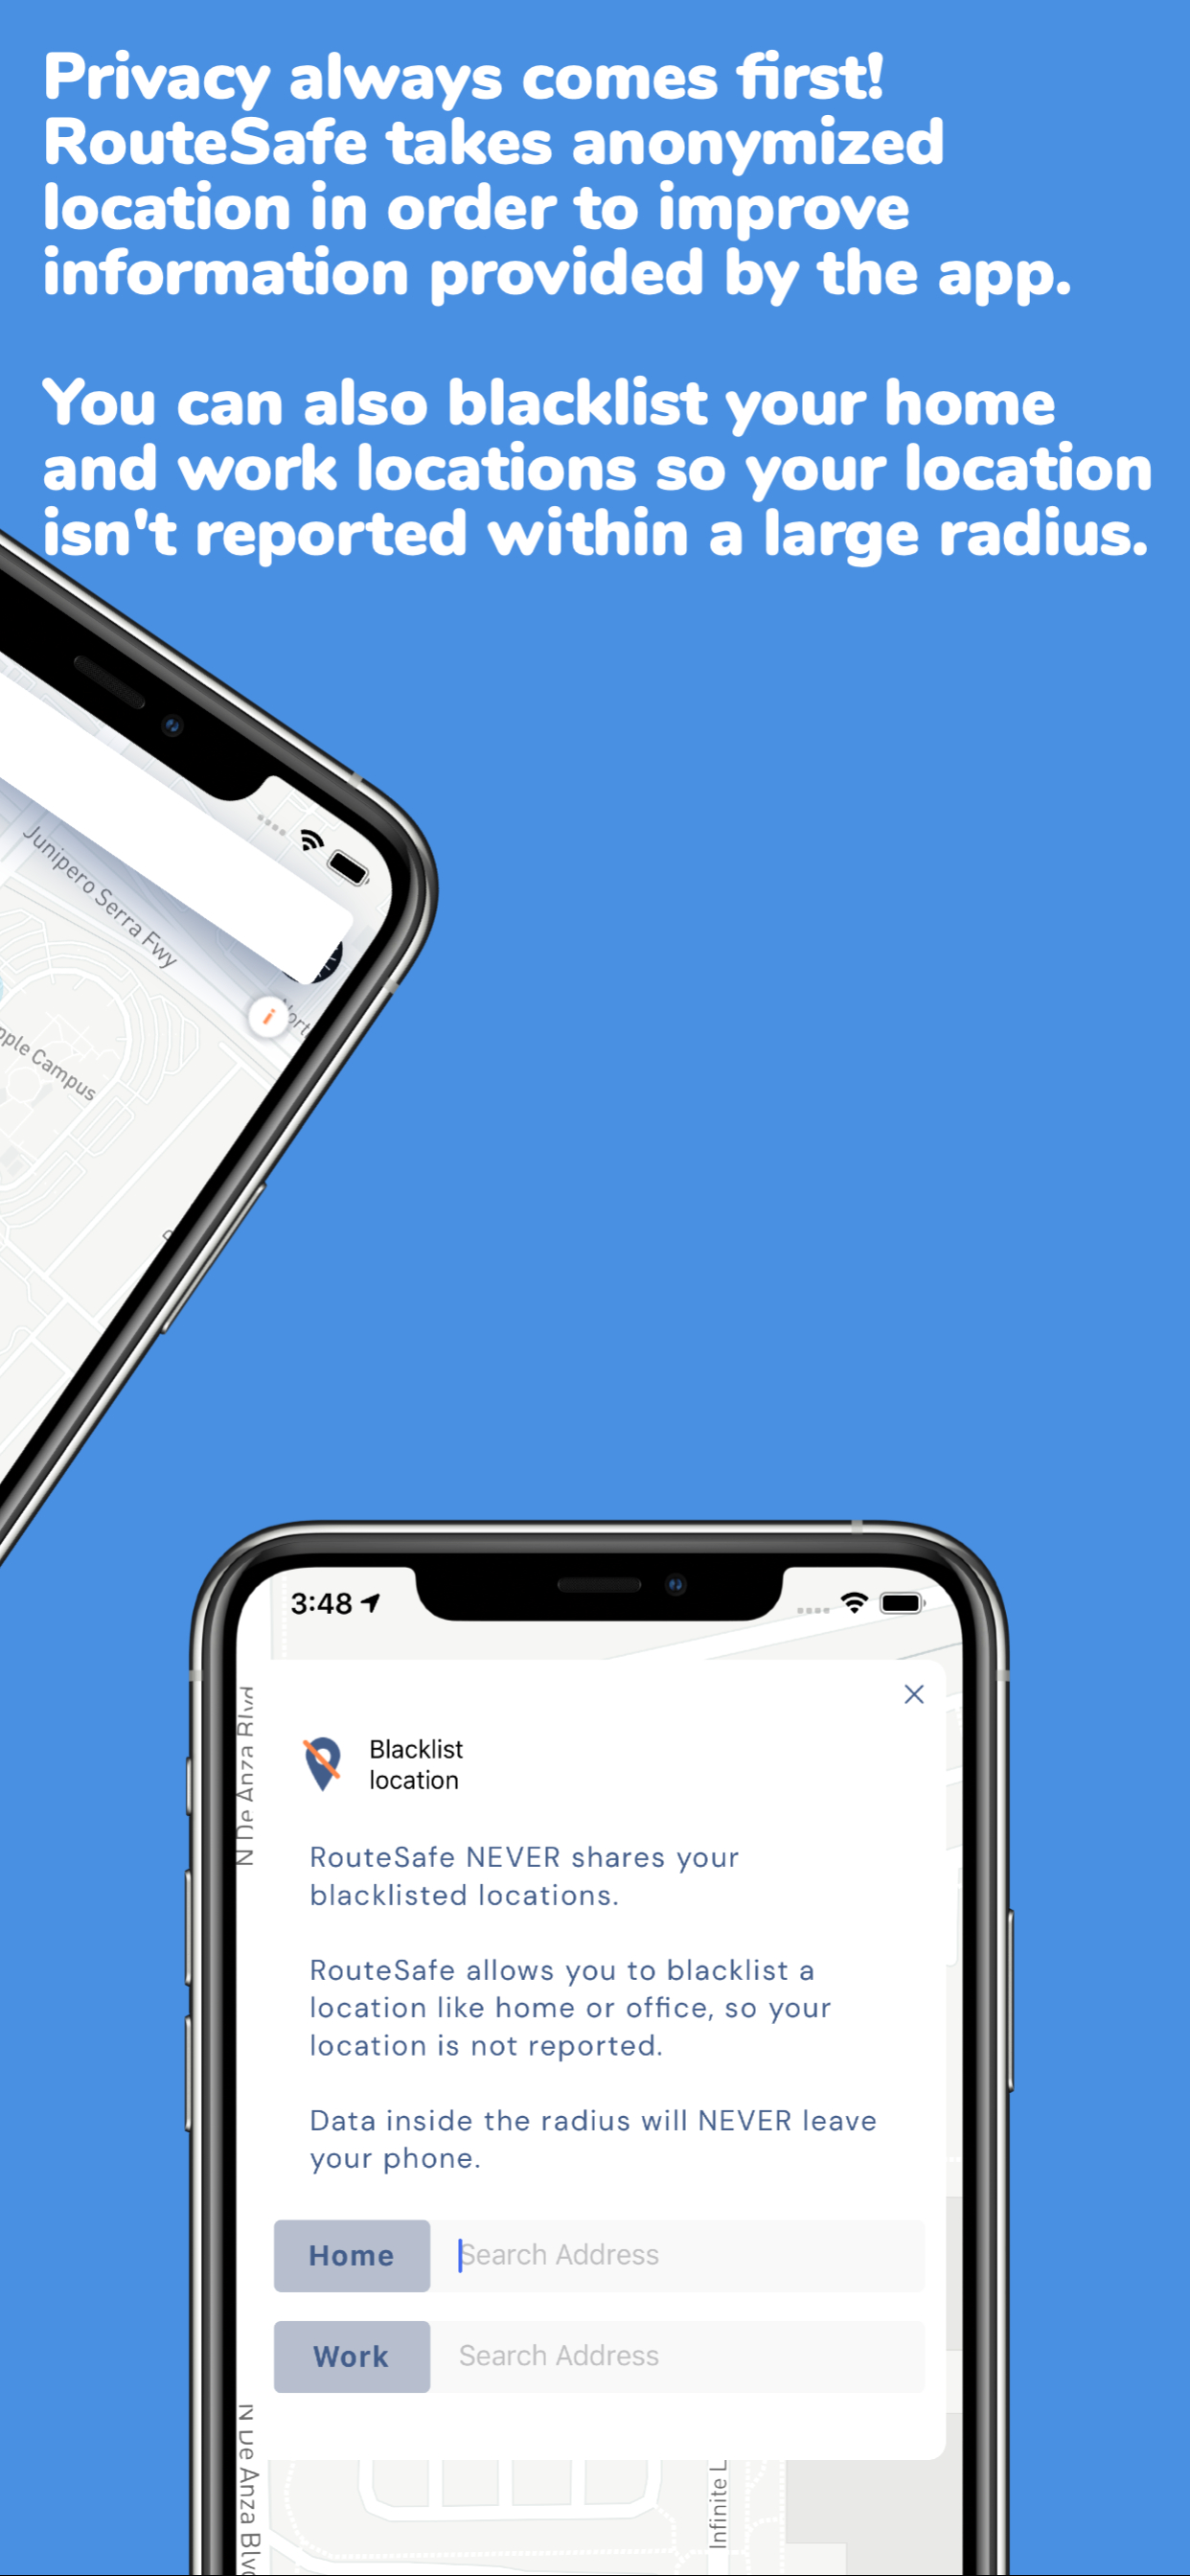 Privacy always comes first!
RouteSafe takes anonymized
location in order to improve
information provided by the app.
You can also blacklist your home
and work locations so your location
isn't reported within a large radius.
Junipero Serra Fwy
i
Campus
3:48
N De Anza Blvd
Blacklist
location
RouteSafe NEVER shares your
blacklisted locations.
RouteSafe allows you to blacklist a
location like home or office, so your
location is not reported.
Data inside the radius will NEVER leave
your phone.
Home
Search Address
Work
Search Address
N De Anza Blvd
Infinite L